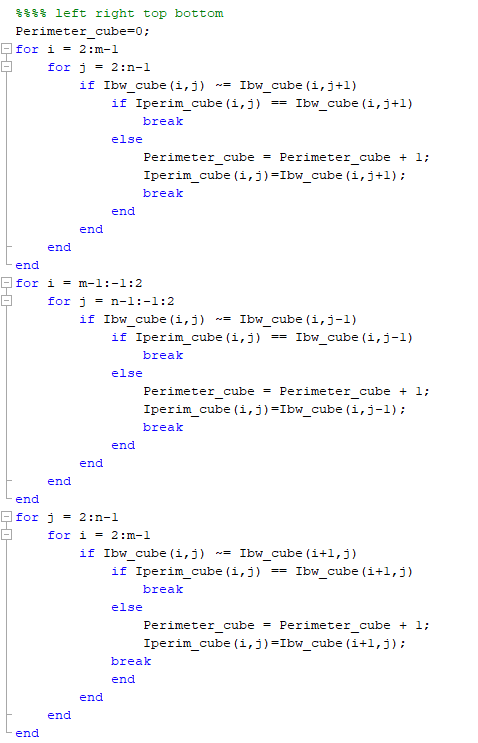 %%%% left right top bottom
Perimeter_cube=0;
for i = 2:m-1
    for j = 2:n-1
        if Ibw_cube(i,j) ~= Ibw_cube(i,j+1)
            if Iperim_cube(i,j) == Ibw_cube(i,j+1)
                break
            else
                Perimeter_cube = Perimeter_cube + 1;
                Iperim_cube(i,j)=Ibw_cube(i,j+1);
                break
            end
        end
    end
end
for i = m-1:-1:2
    for j = n-1:-1:2
        if Ibw_cube(i,j) ~= Ibw_cube(i,j-1)
            if Iperim_cube(i,j) == Ibw_cube(i,j-1)
                break
            else
                Perimeter_cube = Perimeter_cube + 1;
                Iperim_cube(i,j)=Ibw_cube(i,j-1);
                break
            end
        end
    end
end
for j = 2:n-1
    for i = 2:m-1
        if Ibw_cube(i,j) ~= Ibw_cube(i+1,j)
            if Iperim_cube(i,j) == Ibw_cube(i+1,j)
                break
            else
                Perimeter_cube = Perimeter_cube + 1;
                Iperim_cube(i,j)=Ibw_cube(i+1,j);
            break
            end
        end
    end
end